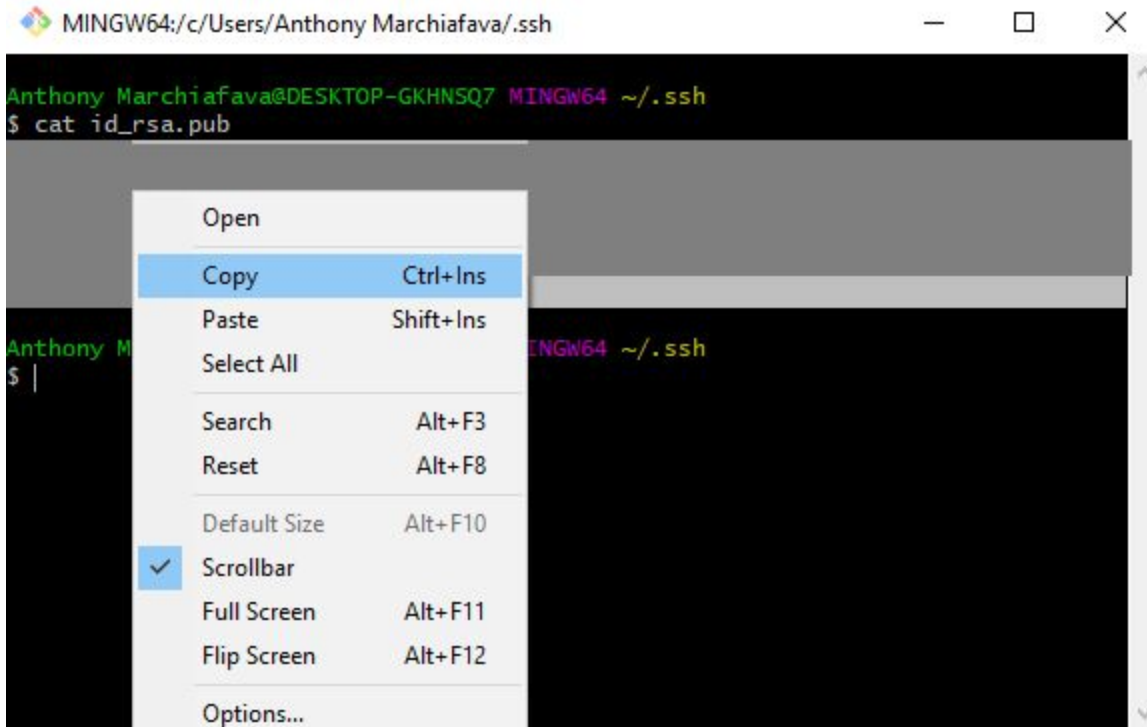 MINGW64:/c/Users/Anthony Marchiafava/.ssh
Anthony Marchiafava@DESKTOP-GKHNSQ7 MINGW64 ~/.ssh
$ cat id_rsa.pub
Open
Copy Ctrl+Ins
Paste Shift+Ins
Anthony M INGW64 ~/.ssh
$
Select All
Search Alt+F3
Reset Alt+F8
Default Size Alt+F10
Scrollbar
Full Screen Alt+F11
Flip Screen Alt+F12
Options...